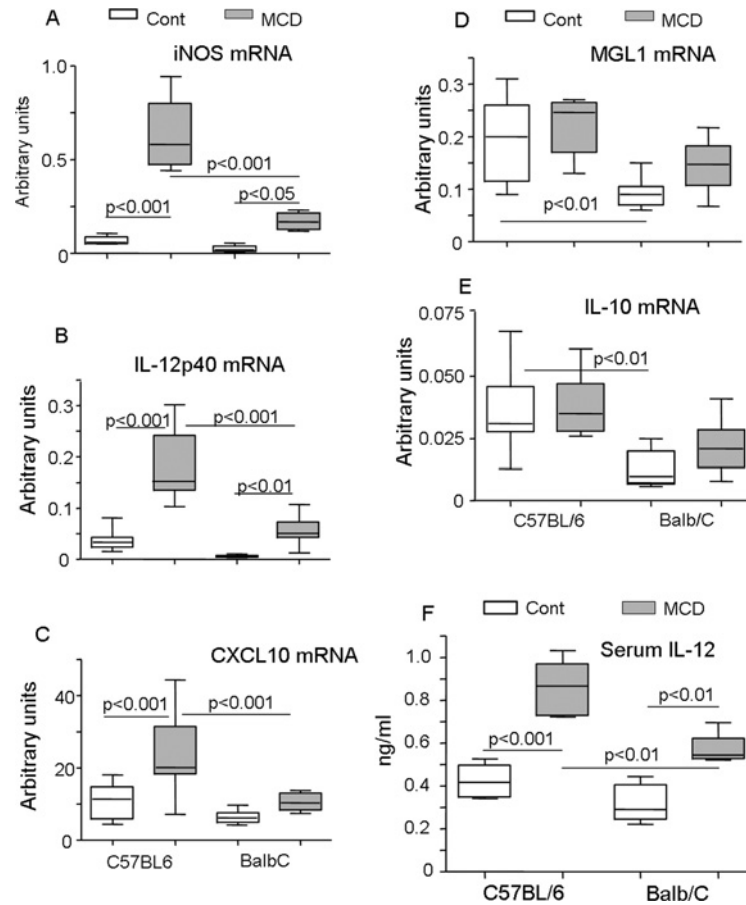 A
Cont
MCD
iNOS mRNA
Arbitrary units
1.0
0.5
0
p<0.001
p<0.001
p<0.05
B
IL-12p40 mRNA
Arbitrary units
0.3
0.2
0.1
0
p<0.001
p<0.001
p<0.01
C
CXCL10 mRNA
Arbitrary units
40
20
0
p<0.001
p<0.001
C57BL6
BalbC
D
Cont
MCD
MGL1 mRNA
Arbitrary units
0.3
0.2
0.1
0
p<0.01
E
IL-10 mRNA
Arbitrary units
0.075
0.050
0.025
0
p<0.01
C57BL/6
Balb/C
F
Cont
MCD
Serum IL-12
ng/ml
1.0
0.8
0.6
0.4
0.2
0
p<0.001
p<0.01
p<0.01
C57BL/6
Balb/C